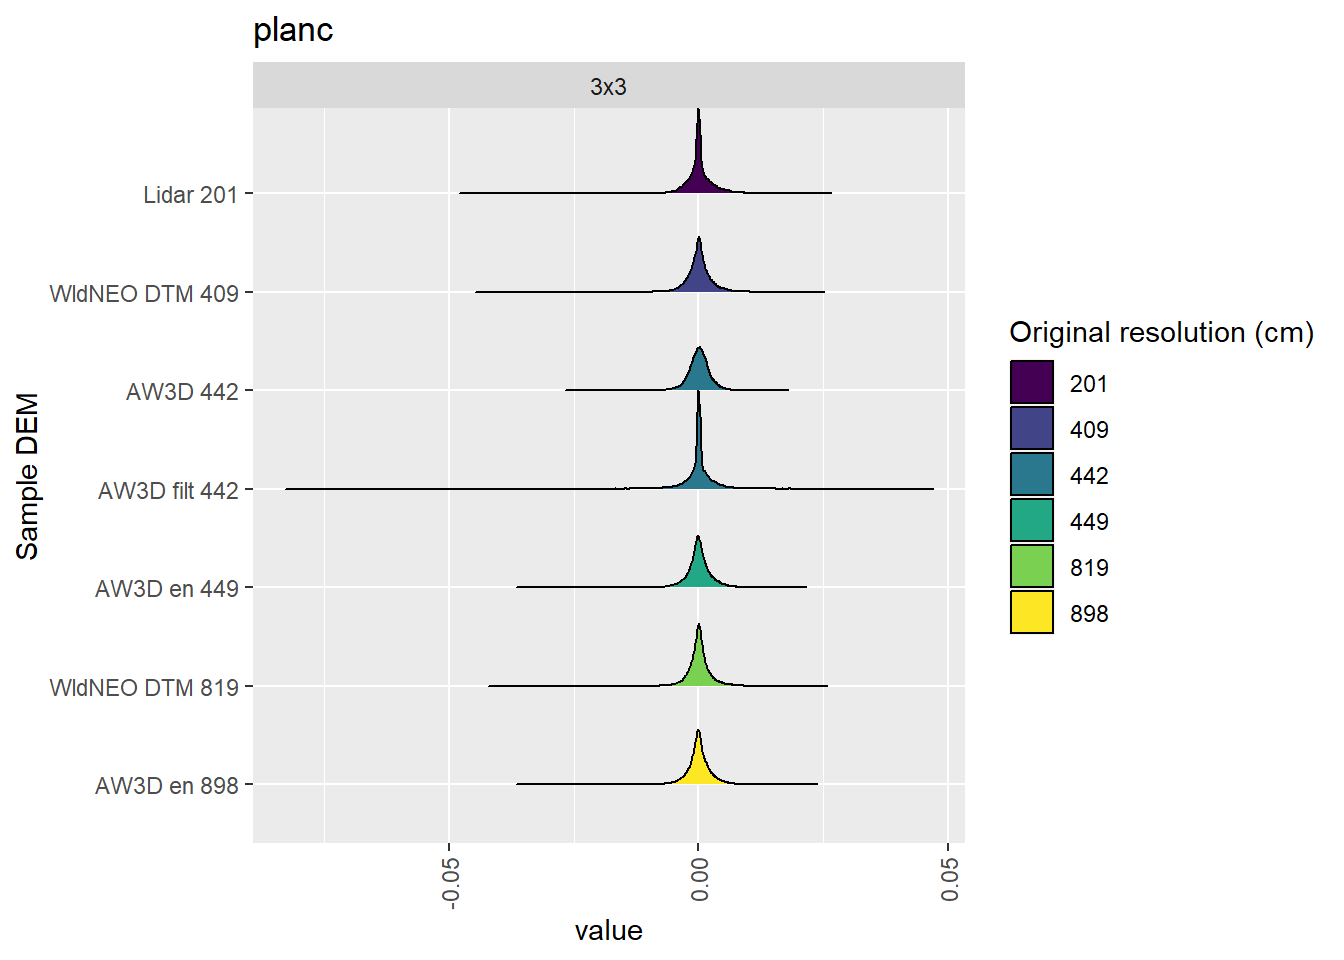 planc
3x3
Lidar 201
WldNEO DTM 409
AW3D 442
AW3D filt 442
AW3D en 449
WldNEO DTM 819
AW3D en 898
Sample DEM
-0.05
0.00
0.05
value
Original resolution (cm)
201
409
442
449
819
898